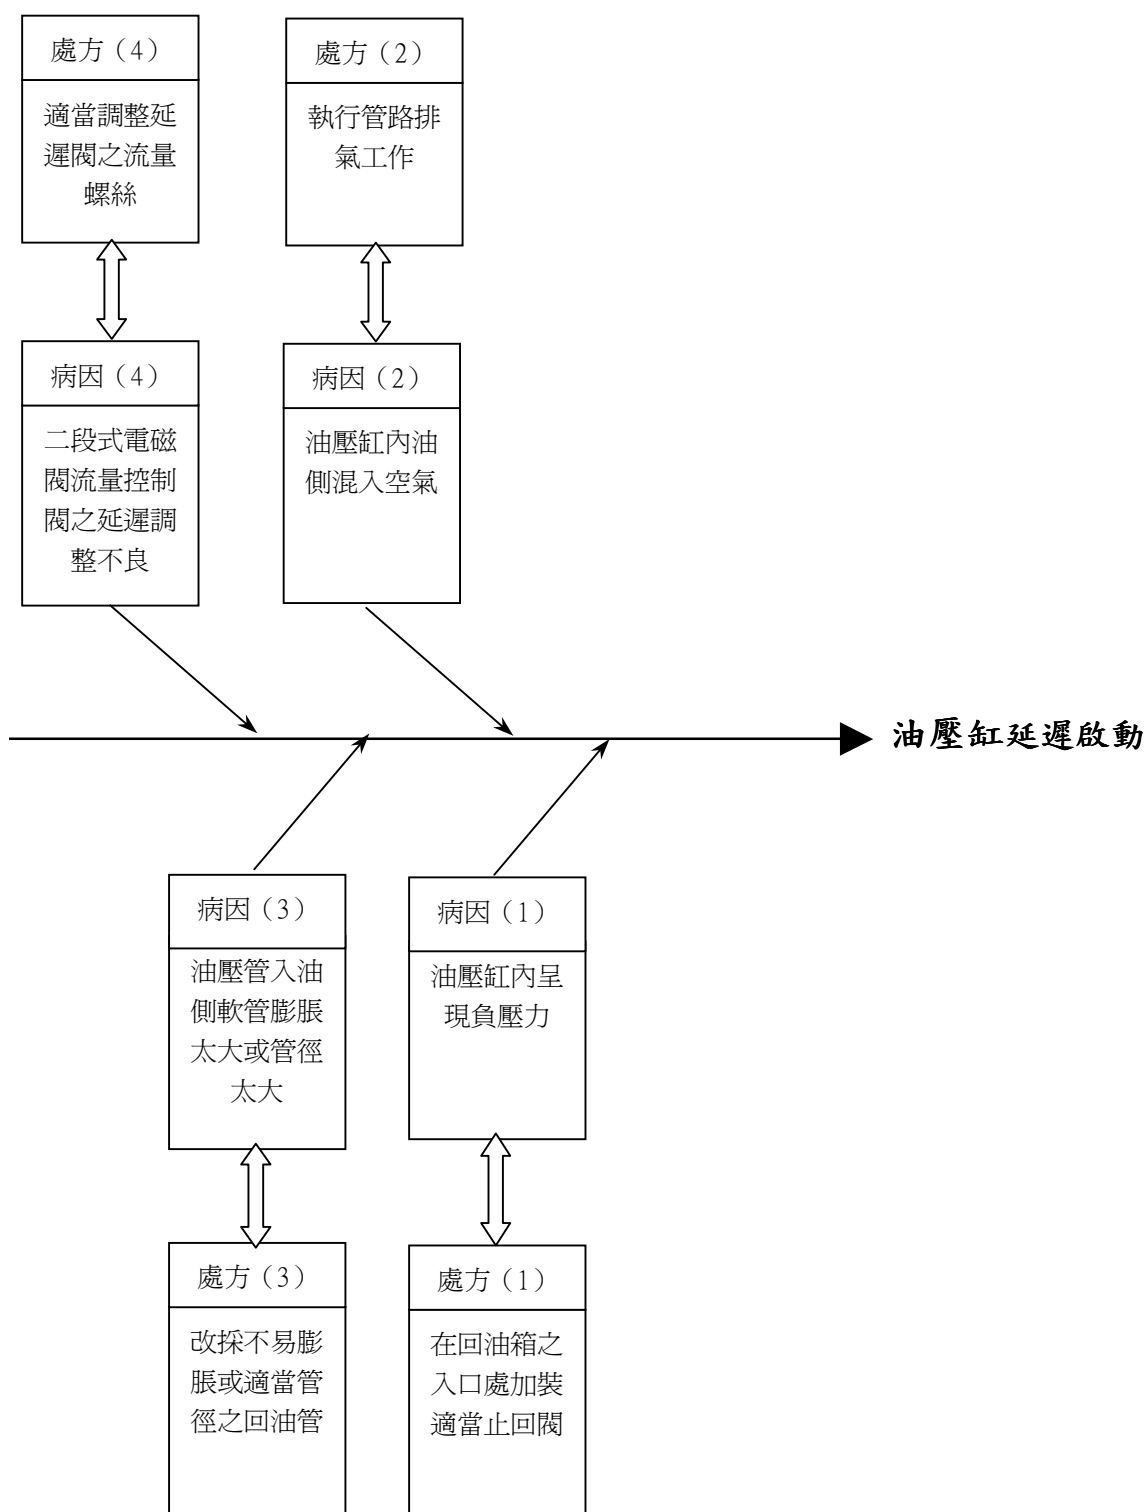 處方（4）
適當調整延
遲閥之流量
螺絲
處方（2）
執行管路排
氣工作
病因（4）
二段式電磁
閥流量控制
閥之延遲調
整不良
病因（2）
油壓缸內油
側混入空氣
油壓缸延遲啟動
病因（3）
油壓管入油
側軟管膨脹
太大或管徑
太大
病因（1）
油壓缸內呈
現負壓力
處方（3）
改採不易膨
脹或適當管
徑之回油管
處方（1）
在回油箱之
入口處加裝
適當止回閥